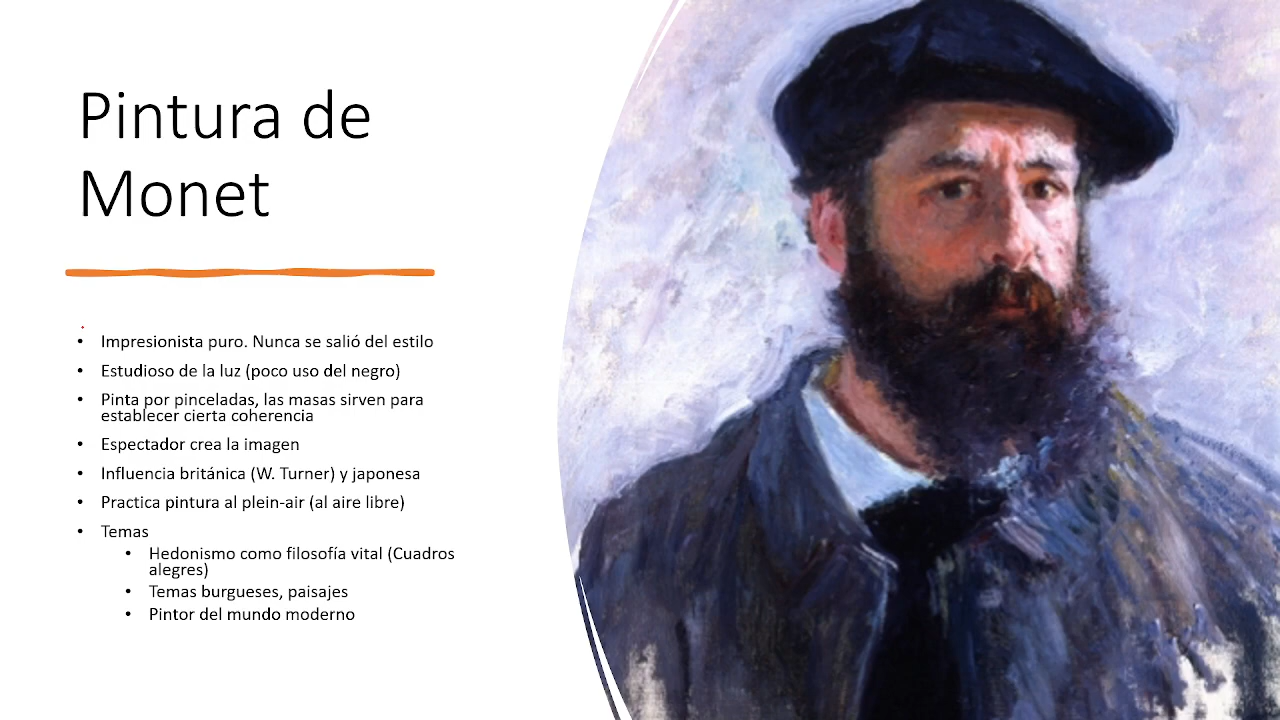 Pintura de
Monet
• Impresionista puro. Nunca se salió del estilo
• Estudioso de la luz (poco uso del negro)
• Pinta por pinceladas, las masas sirven para
establecer cierta coherencia
• Espectador crea la imagen
• Influencia británica (W. Turner) y japonesa
• Practica pintura al plein-air (al aire libre)
• Temas
• Hedonismo como filosofía vital (Cuadros
alegres)
• Temas burgueses, paisajes
• Pintor del mundo moderno